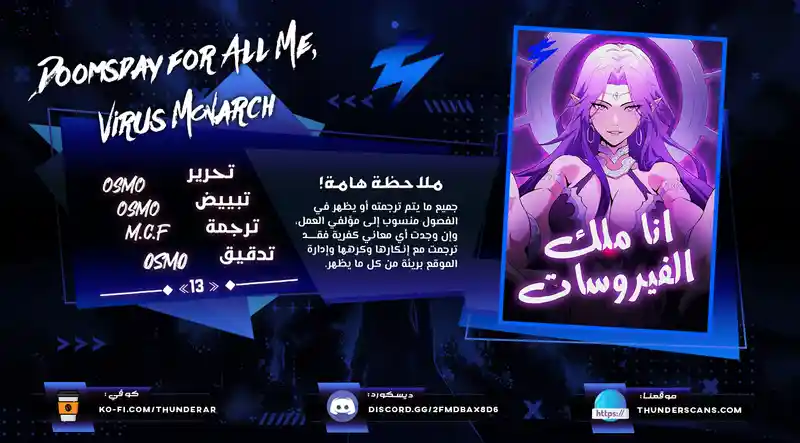 DOOMSDAY FOR ALL ME,
VIRUS MONARCH
تحرير OSMO
تبييض OSMO
ترجمة M.C.F
تدقيق OSMO
«13»
ملاحظة هامة!
جميع ما يتم ترجمته أو يظهر في
الفصول منسوب إلى مؤلفي العمل،
وإن وجدت أي معاني كفرية فقد
ترجمت مع إنكارها وكرهها وإدارة
الموقع بريئة من كل ما يظهر.
انا ملك
الفيروسات
كوفي:
KO-FI.COM/THUNDERAR
ديسكورد:
DISCORD.GG/2FMDBAX8D6
موقعنا:
https://
THUNDERSCANS.COM